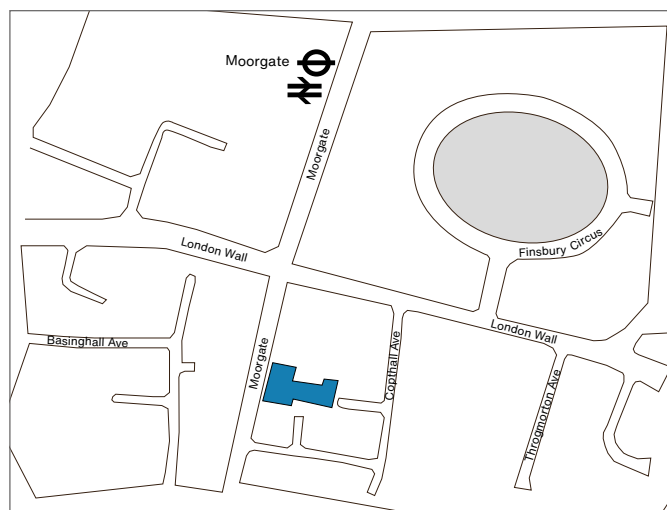 Moorgate
Moorgate
London Wall
Finsbury Circus
London Wall
Basinghall Ave
Moorgate
Copthall Ave
Throgmorton Ave